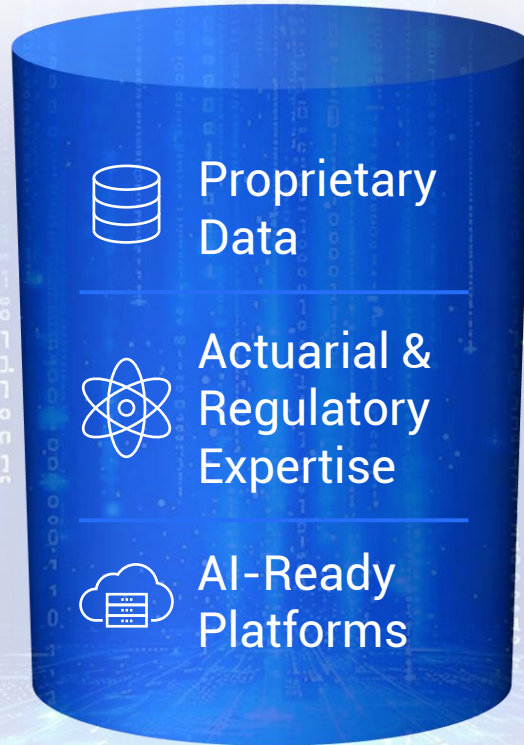 Proprietary
Data
Actuarial &
Regulatory
Expertise
AI-Ready
Platforms